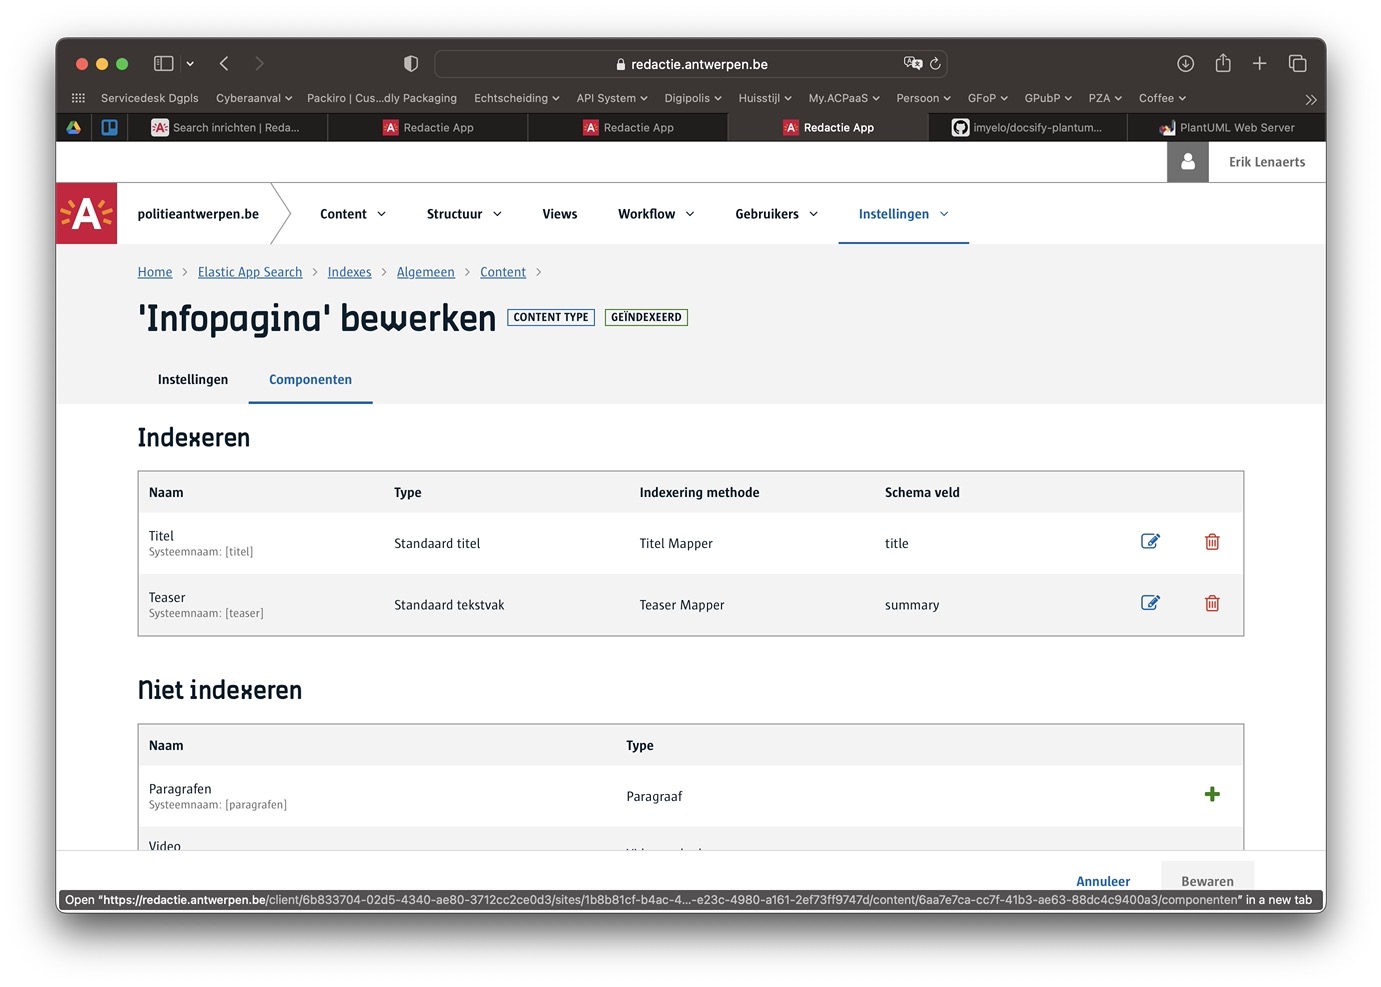 redactie.antwerpen.be
Servicedesk Dgpls Cyberaanval Packiro | Cus...dly Packaging Echtscheiding API System Digipolis Huisstijl My.ACPaaS Persoon GFoP GPubP PZA Coffee
Search inrichten | Reda... Redactie App Redactie App Redactie App imyelo/docsify-plantum... PlantUML Web Server
Erik Lenaerts
A politieantwerpen.be Content Structuur Views Workflow Gebruikers Instellingen
Home > Elastic App Search > Indexes > Algemeen > Content >
'Infopagina' bewerken CONTENT TYPE GEÏNDEXEERD
Instellingen Componenten
Indexeren
Naam Type Indexering methode Schema veld
Titel
Systeemnaam: [titel]
Standaard titel Titel Mapper title
Teaser
Systeemnaam: [teaser]
Standaard tekstvak Teaser Mapper summary
Niet indexeren
Naam Type
Paragrafen
Systeemnaam: [paragrafen]
Paragraaf
Video
Annuleer Bewaren
Open “https://redactie.antwerpen.be/client/6b833704-02d5-4340-ae80-3712cc2ce0d3/sites/1b8b81cf-b4ac-4...-e23c-4980-a161-2ef73ff9747d/content/6aa7e7ca-cc7f-41b3-ae63-88dc4c9400a3/componenten” in a new tab